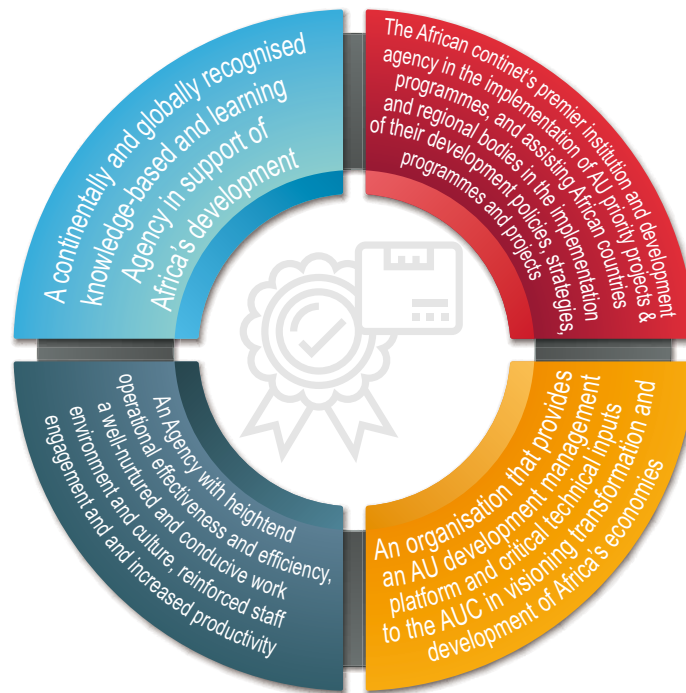 A continentally and globally recognised
knowledge-based and learning
Agency in support of
Africa's development
The African continet's premier institution and development
agency in the implementation of AU priority projects &
programmes, and assisting African countries
and regional bodies in the implementation
of their development policies, strategies,
programmes and projects
An Agency with heightend
operational effectiveness and efficiency,
a well-nurtured and conducive work
environment and culture, reinforced staff
engagement and and increased productivity
An organisation that provides
an AU development management
platform and critical technical inputs
to the AUC in visioning transformation and
development of Africa's economies